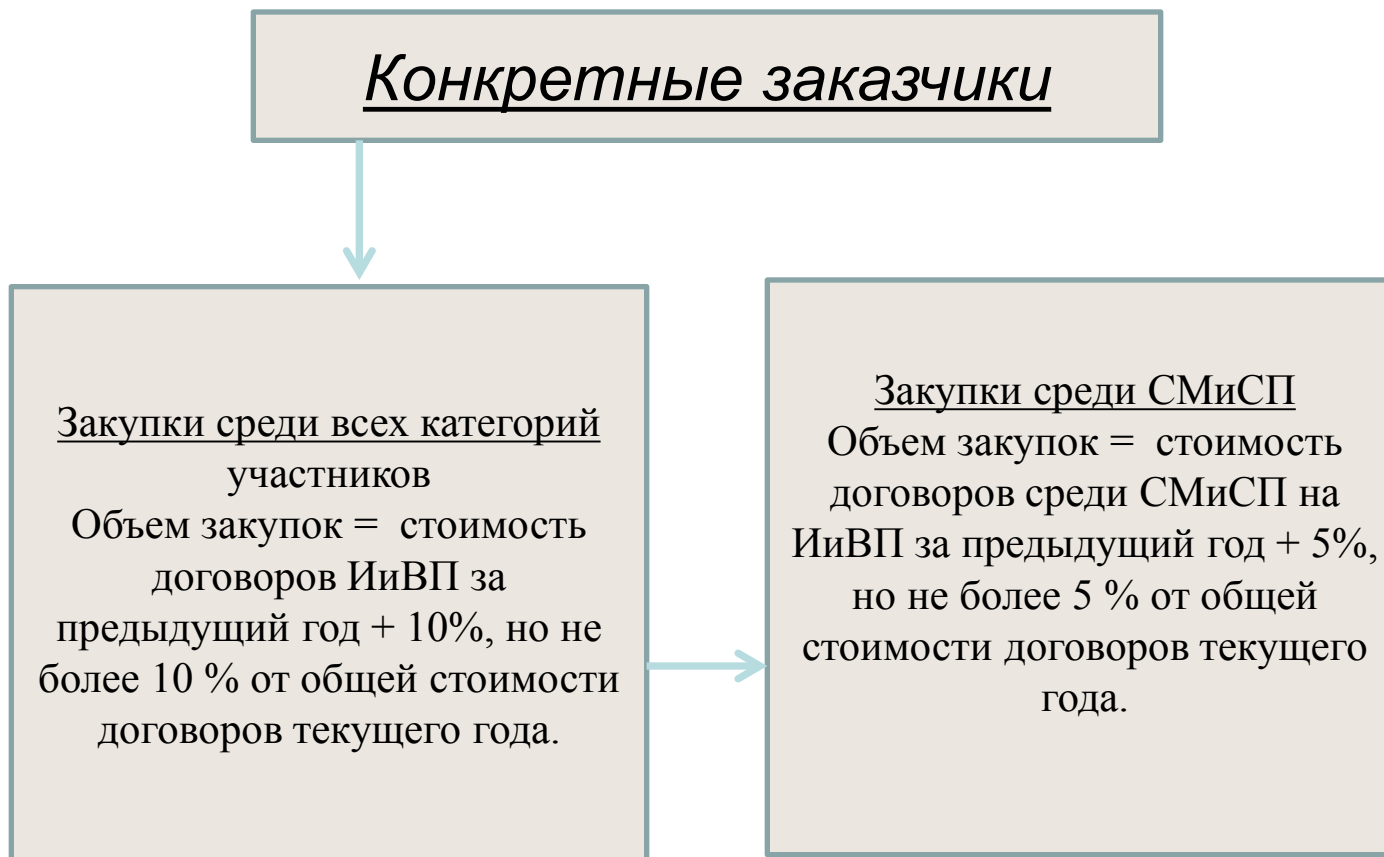 Конкретные заказчики
Закупки среди всех категорий
участников
Объем закупок = стоимость
договоров ИиВП за
предыдущий год + 10%, но не
более 10 % от общей стоимости
договоров текущего года.
Закупки среди СМиСП
Объем закупок = стоимость
договоров среди СМиСП на
ИиВП за предыдущий год + 5%,
но не более 5 % от общей
стоимости договоров текущего
года.